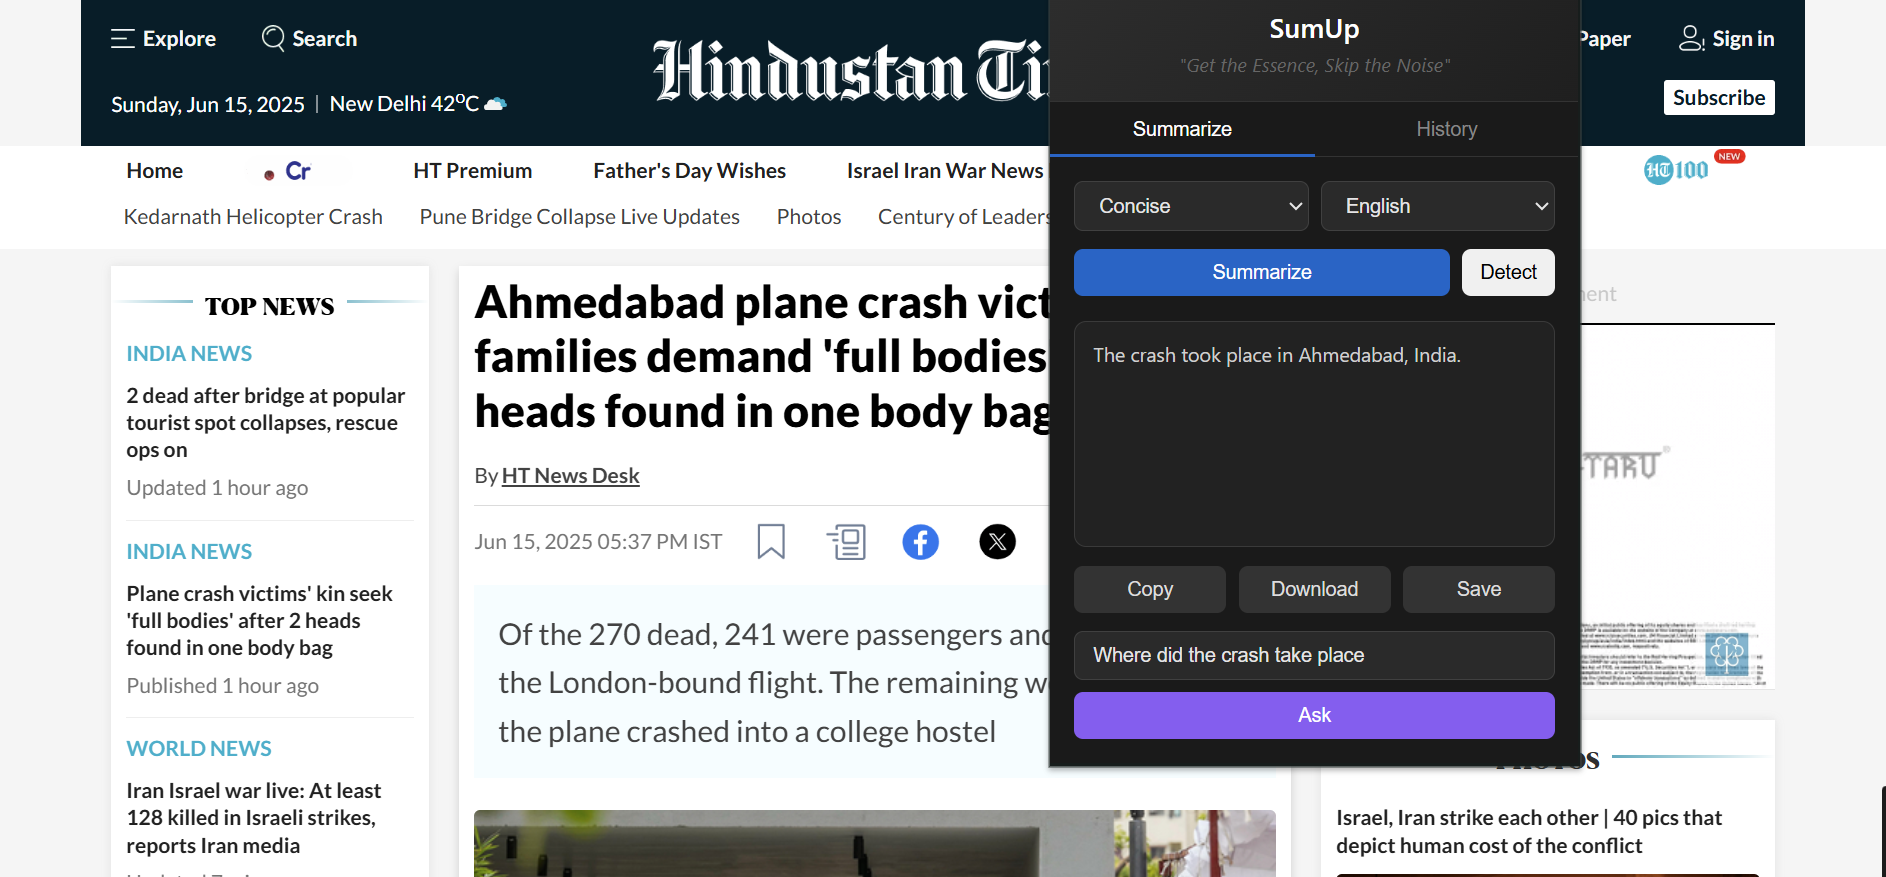 Explore
Search
Sunday, Jun 15, 2025 | New Delhi 42°C
Hindustan
Paper
Sign in
Subscribe
Home
Cr
HT Premium
Father's Day Wishes
Israel Iran War News
HT100
NEW
Kedarnath Helicopter Crash
Pune Bridge Collapse Live Updates
Photos
Century of Leaders
TOP NEWS
INDIA NEWS
2 dead after bridge at popular
tourist spot collapses, rescue
ops on
Updated 1 hour ago
INDIA NEWS
Plane crash victims' kin seek
'full bodies' after 2 heads
found in one body bag
Published 1 hour ago
WORLD NEWS
Iran Israel war live: At least
128 killed in Israeli strikes,
reports Iran media
Ahmedabad plane crash vict
families demand 'full bodies
heads found in one body bag
By HT News Desk
Jun 15, 2025 05:37 PM IST
Of the 270 dead, 241 were passengers and
the London-bound flight. The remaining w
the plane crashed into a college hostel
SumUp
"Get the Essence, Skip the Noise"
Summarize
History
Concise
English
Summarize
Detect
The crash took place in Ahmedabad, India.
Copy
Download
Save
Where did the crash take place
Ask
Israel, Iran strike each other | 40 pics that
depict human cost of the conflict